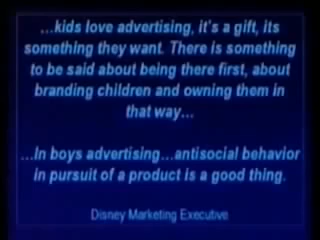 ...kids love advertising, it's a gift, its
something they want. There is something
to be said about being there first, about
branding children and owning them in
that way...
...In boys advertising...antisocial behavior
in pursuit of a product is a good thing.
Disney Marketing Executive